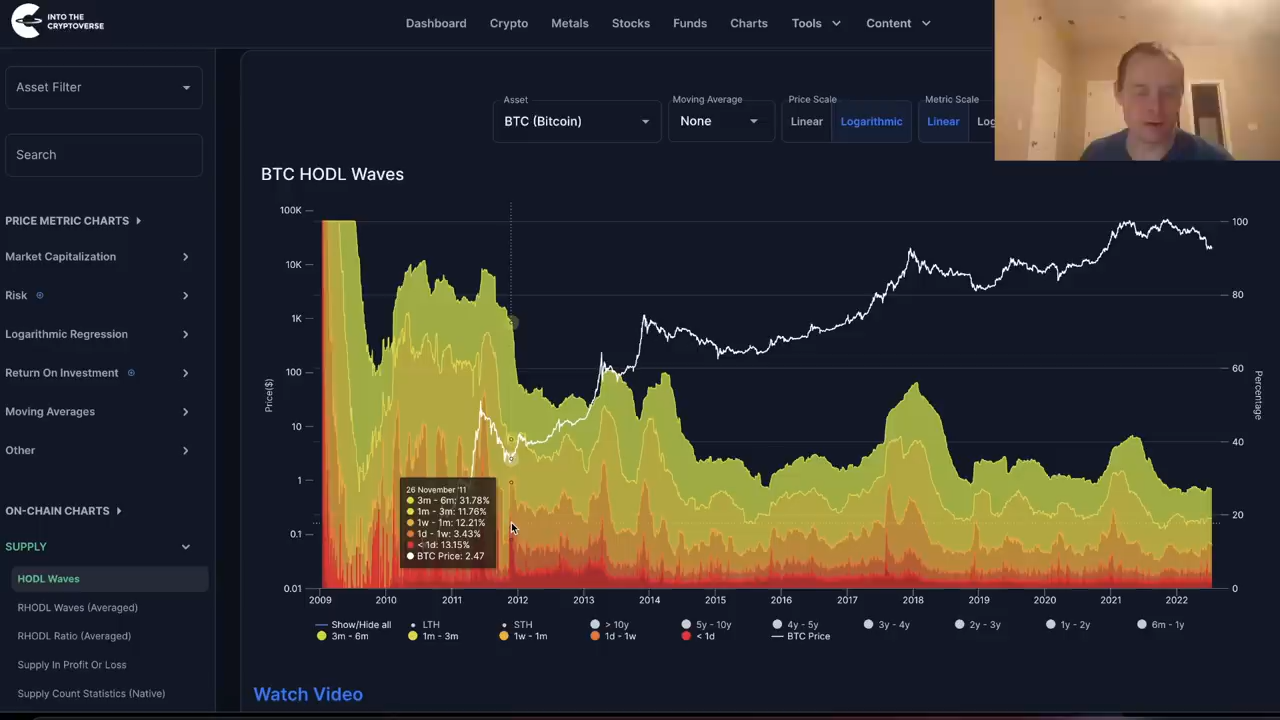 INTO THE
CRYPTOVERSE
Dashboard Crypto Metals Stocks Funds Charts Tools Content
Asset Filter
Search
PRICE METRIC CHARTS
Market Capitalization
Risk
Logarithmic Regression
Return On Investment
Moving Averages
Other
ON-CHAIN CHARTS
SUPPLY
HODL Waves
RHODL Waves (Averaged)
RHODL Ratio (Averaged)
Supply In Profit Or Loss
Supply Count Statistics (Native)
Asset Moving Average Price Scale Metric Scale
BTC (Bitcoin) None Linear Logarithmic Linear Log
BTC HODL Waves
100K
10K
1K
100
10
1
0.1
0.01
Price($)
100
80
60
40
20
0
Percentage
26 November '11
3m - 6m: 31.78%
1m - 3m: 11.76%
1w - 1m: 12.21%
1d - 1w: 3.43%
< 1d: 13.15%
BTC Price: 2.47
2009 2010 2011 2012 2013 2014 2015 2016 2017 2018 2019 2020 2021 2022
Show/Hide all LTH STH > 10y 5y - 10y 4y - 5y 3y - 4y 2y - 3y 1y - 2y 6m - 1y
3m - 6m 1m - 3m 1w - 1m 1d - 1w < 1d BTC Price
Watch Video